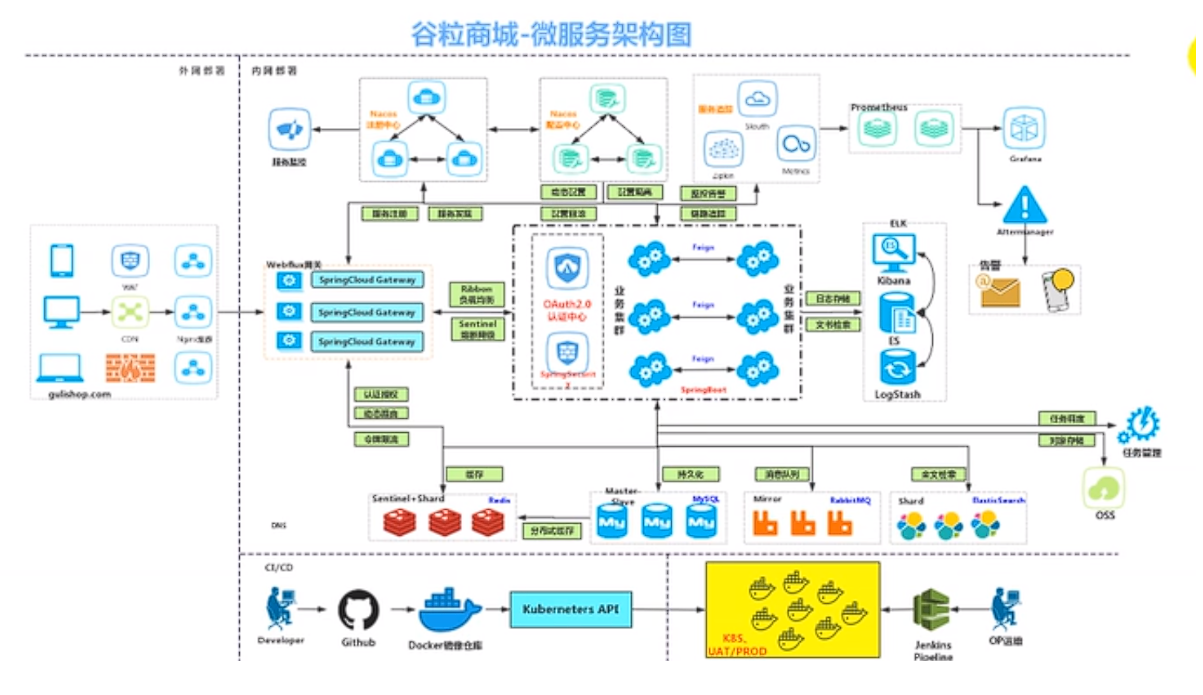 谷粒商城-微服务架构图
外网部署
内网部署
Nacos
注册中心
Nacos
配置中心
服务追踪
Sleuth
Zipkin
Metrics
Prometheus
Grafana
服务监控
动态配置
配置隔离
监控告警
服务注册
服务发现
配置回滚
链路追踪
Altermanager
告警
WAF
CDN
Nginx集群
gulishop.com
Webflux网关
SpringCloud Gateway
SpringCloud Gateway
SpringCloud Gateway
Ribbon
负载均衡
Sentinel
熔断降级
OAuth2.0
认证中心
业务集群
Feign
Feign
Feign
业务集群
SpringBoot
日志存储
文书检索
ELK
Kibana
ES
LogStash
认证授权
动态路由
令牌限流
任务调度
对象存储
任务管理
OSS
缓存
持久化
消息队列
全文检索
Sentinel+Shard
Redis
分布式缓存
Master-
Slave
MySQL
Mirror
RabbitMQ
Shard
ElasticSearch
DNS
CI/CD
Developer
Github
Docker镜像仓库
Kuberneters API
K8S、
UAT/PROD
Jenkins
Pipeline
OP运维